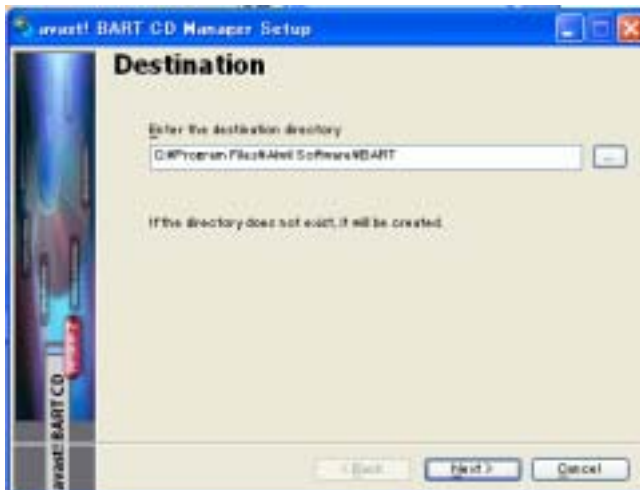 avast! BART CD Manager Setup
Destination
Enter the destination directory
C:¥Program Files¥Alwil Software¥BART
...
If the directory does not exist, it will be created.
avast! BART CD
< Back
Next >
Cancel